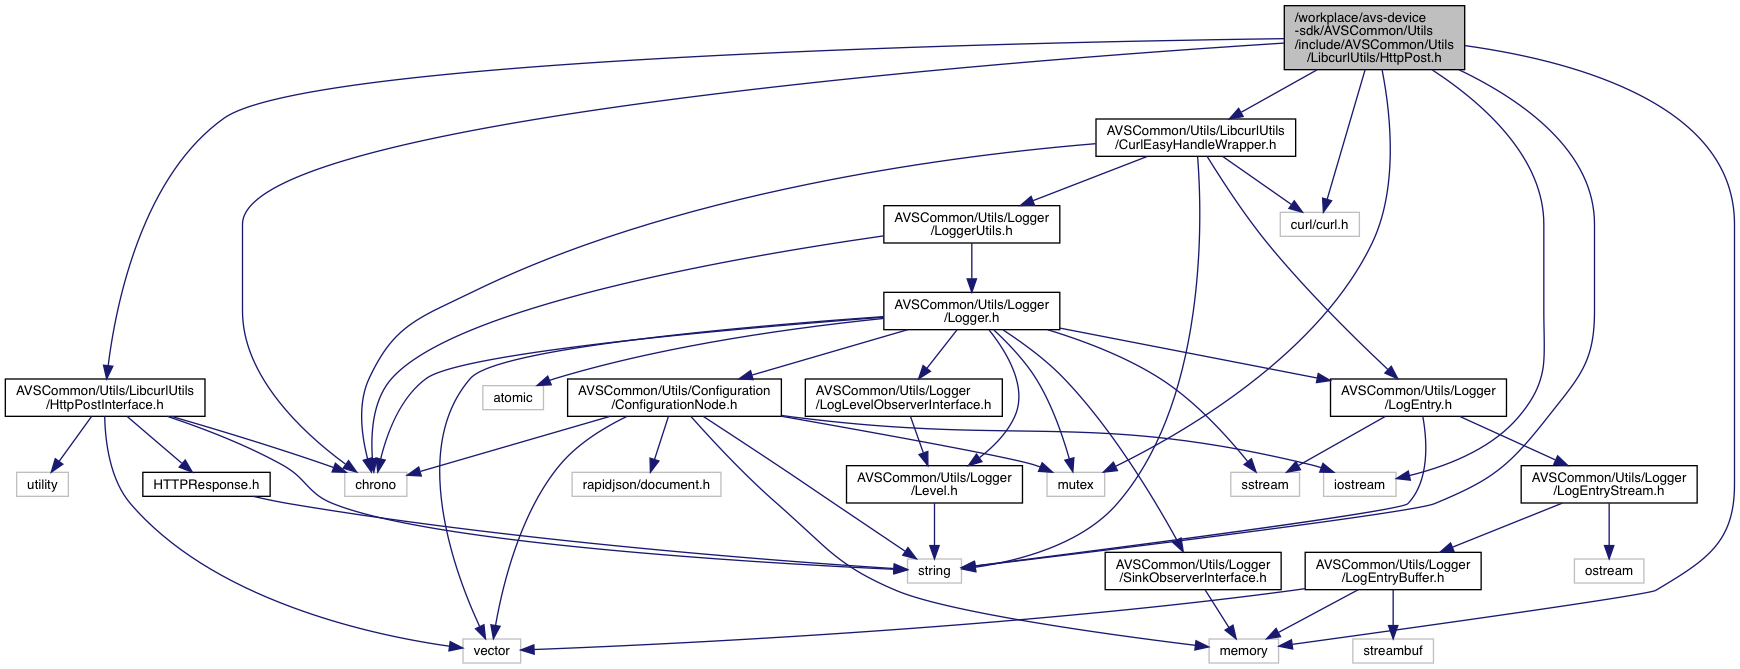 /workplace/avs-device
-sdk/AVSCommon/Utils
/include/AVSCommon/Utils
/LibcurlUtils/HttpPost.h
AVSCommon/Utils/LibcurlUtils
/CurlEasyHandleWrapper.h
AVSCommon/Utils/Logger
/LoggerUtils.h
curl/curl.h
AVSCommon/Utils/Logger
/Logger.h
AVSCommon/Utils/LibcurlUtils
/HttpPostInterface.h
atomic
AVSCommon/Utils/Configuration
/ConfigurationNode.h
AVSCommon/Utils/Logger
/LogLevelObserverInterface.h
AVSCommon/Utils/Logger
/LogEntry.h
utility
HTTPResponse.h
chrono
rapidjson/document.h
AVSCommon/Utils/Logger
/Level.h
mutex
sstream
iostream
AVSCommon/Utils/Logger
/LogEntryStream.h
string
AVSCommon/Utils/Logger
/SinkObserverInterface.h
AVSCommon/Utils/Logger
/LogEntryBuffer.h
ostream
vector
memory
streambuf